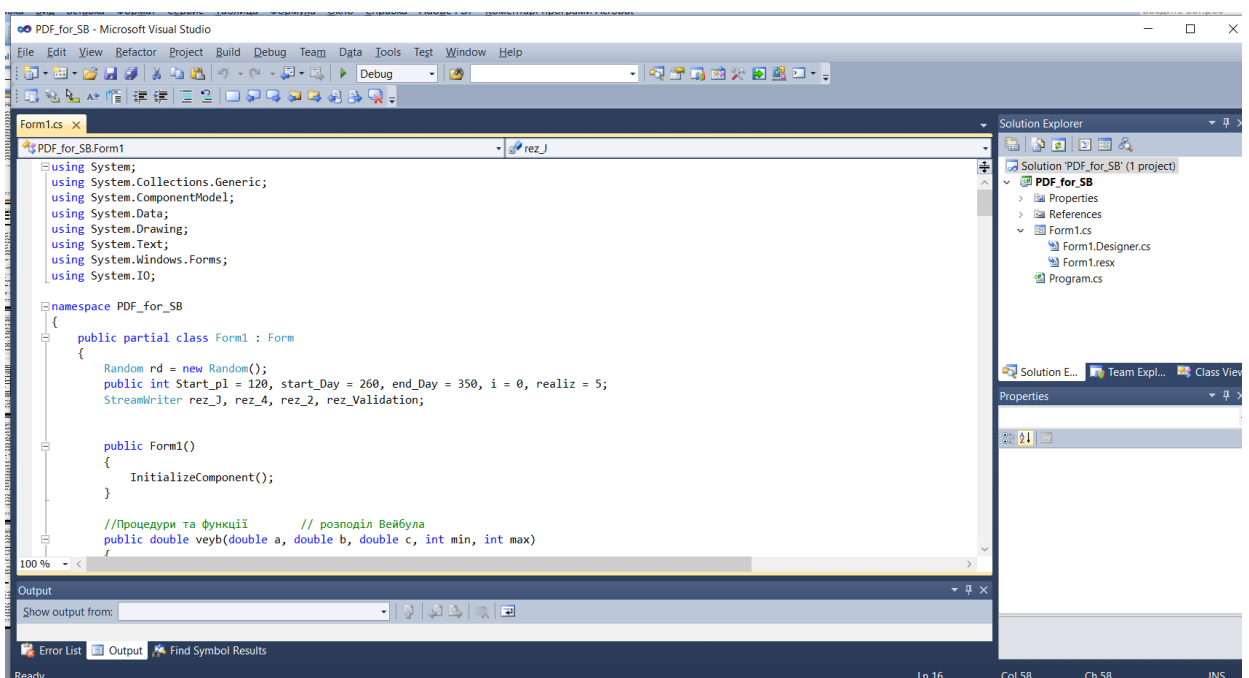 PDF_for_SB - Microsoft Visual Studio
File Edit View Refactor Project Build Debug Team Data Tools Test Window Help
Debug
Form1.cs
PDF_for_SB.Form1 rez_J
using System;
using System.Collections.Generic;
using System.ComponentModel;
using System.Data;
using System.Drawing;
using System.Text;
using System.Windows.Forms;
using System.IO;
namespace PDF_for_SB
{
public partial class Form1 : Form
{
Random rd = new Random();
public int Start_pl = 120, start_Day = 260, end_Day = 350, i = 0, realiz = 5;
StreamWriter rez_J, rez_4, rez_2, rez_Validation;
public Form1()
{
InitializeComponent();
}
//Процедури та функції // розподіл Вейбула
public double veyb(double a, double b, double c, int min, int max)
{
100 %
Output
Show output from:
Error List Output Find Symbol Results
Ready Ln 16 Col 58 Ch 58 INS
Solution Explorer
Solution 'PDF_for_SB' (1 project)
PDF_for_SB
Properties
References
Form1.cs
Form1.Designer.cs
Form1.resx
Program.cs
Solution E... Team Expl... Class View
Properties